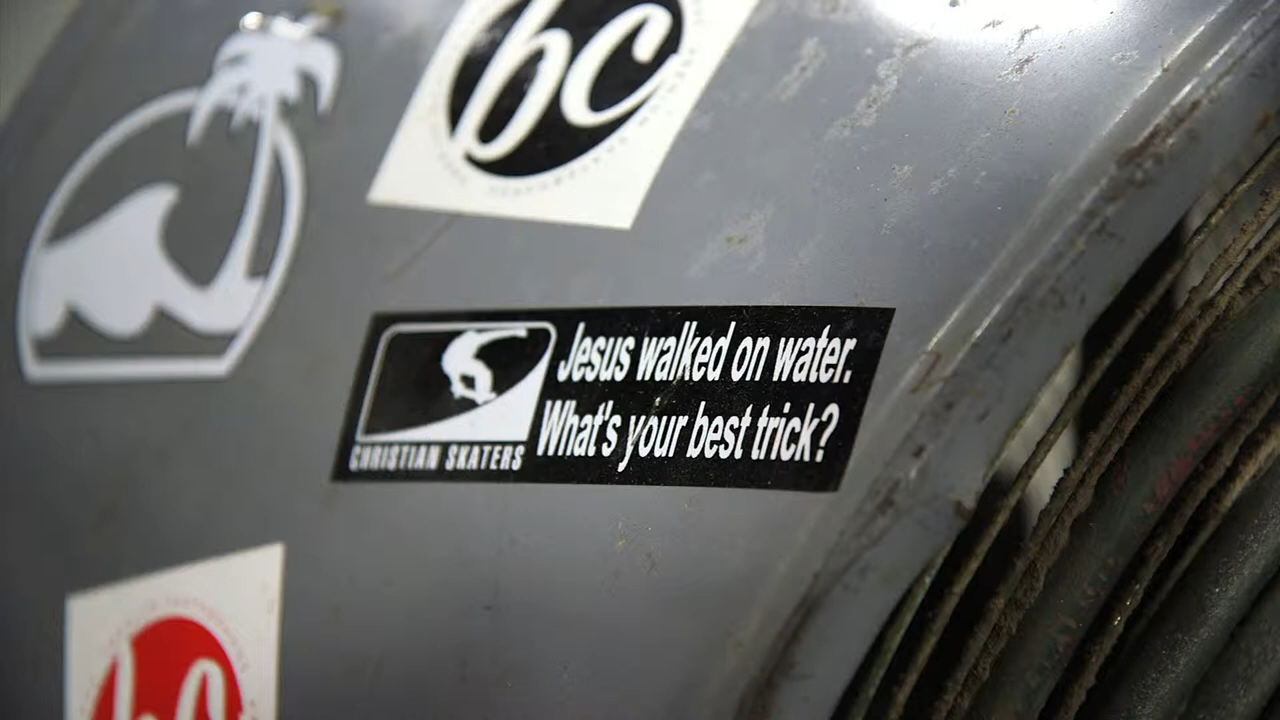 bc
Jesus walked on water.
What's your best trick?
CHRISTIAN SKATERS